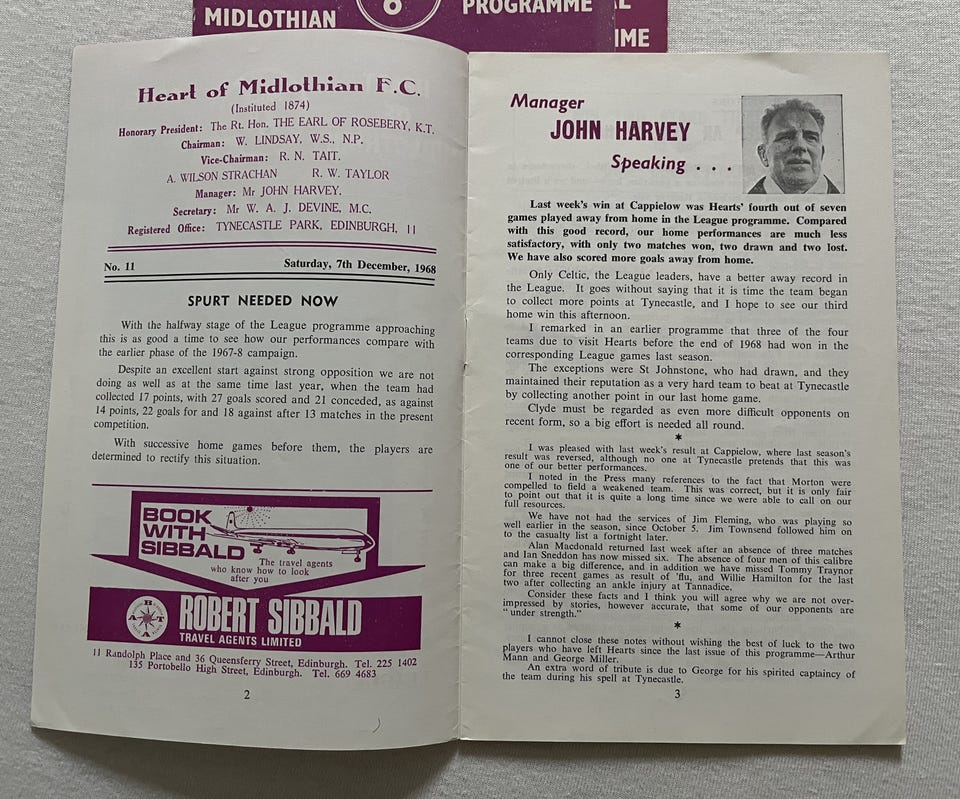 MIDLOTHIAN
6
PROGRAMME
ME
Heart of Midlothian F.C.
(Instituted 1874)
Honorary President: The Rt. Hon. THE EARL OF ROSEBERY, K.T.
Chairman: W. LINDSAY, W.S., N.P.
Vice-Chairman: R. N. TAIT.
A. WILSON STRACHAN R. W. TAYLOR
Manager: Mr JOHN HARVEY.
Secretary: Mr W. A. J. DEVINE, M.C.
Registered Office: TYNECASTLE PARK, EDINBURGH, 11
No. 11 Saturday, 7th December, 1968
SPURT NEEDED NOW
With the halfway stage of the League programme approaching
this is as good a time to see how our performances compare with
the earlier phase of the 1967-8 campaign.
Despite an excellent start against strong opposition we are not
doing as well as at the same time last year, when the team had
collected 17 points, with 27 goals scored and 21 conceded, as against
14 points, 22 goals for and 18 against after 13 matches in the present
competition.
With successive home games before them, the players are
determined to rectify this situation.
BOOK
WITH
SIBBALD
The travel agents
who know how to look
after you
A B T A
ROBERT SIBBALD
TRAVEL AGENTS LIMITED
11 Randolph Place and 36 Queensferry Street, Edinburgh. Tel. 225 1402
135 Portobello High Street, Edinburgh. Tel. 669 4683
2
Manager
JOHN HARVEY
Speaking . . .
Last week's win at Cappielow was Hearts' fourth out of seven
games played away from home in the League programme. Compared
with this good record, our home performances are much less
satisfactory, with only two matches won, two drawn and two lost.
We have also scored more goals away from home.
Only Celtic, the League leaders, have a better away record in
the League. It goes without saying that it is time the team began
to collect more points at Tynecastle, and I hope to see our third
home win this afternoon.
I remarked in an earlier programme that three of the four
teams due to visit Hearts before the end of 1968 had won in the
corresponding League games last season.
The exceptions were St Johnstone, who had drawn, and they
maintained their reputation as a very hard team to beat at Tynecastle
by collecting another point in our last home game.
Clyde must be regarded as even more difficult opponents on
recent form, so a big effort is needed all round.
*
I was pleased with last week's result at Cappielow, where last season's
result was reversed, although no one at Tynecastle pretends that this was
one of our better performances.
I noted in the Press many references to the fact that Morton were
compelled to field a weakened team. This was correct, but it is only fair
to point out that it is quite a long time since we were able to call on our
full resources.
We have not had the services of Jim Fleming, who was playing so
well earlier in the season, since October 5. Jim Townsend followed him on
to the casualty list a fortnight later.
Alan Macdonald returned last week after an absence of three matches
and Ian Sneddon has now missed six. The absence of four men of this calibre
can make a big difference, and in addition we have missed Tommy Traynor
for three recent games as result of 'flu, and Willie Hamilton for the last
two after collecting an ankle injury at Tannadice.
Consider these facts and I think you will agree why we are not over-
impressed by stories, however accurate, that some of our opponents are
"under strength."
*
I cannot close these notes without wishing the best of luck to the two
players who have left Hearts since the last issue of this programme—Arthur
Mann and George Miller.
An extra word of tribute is due to George for his spirited captaincy of
the team during his spell at Tynecastle.
3